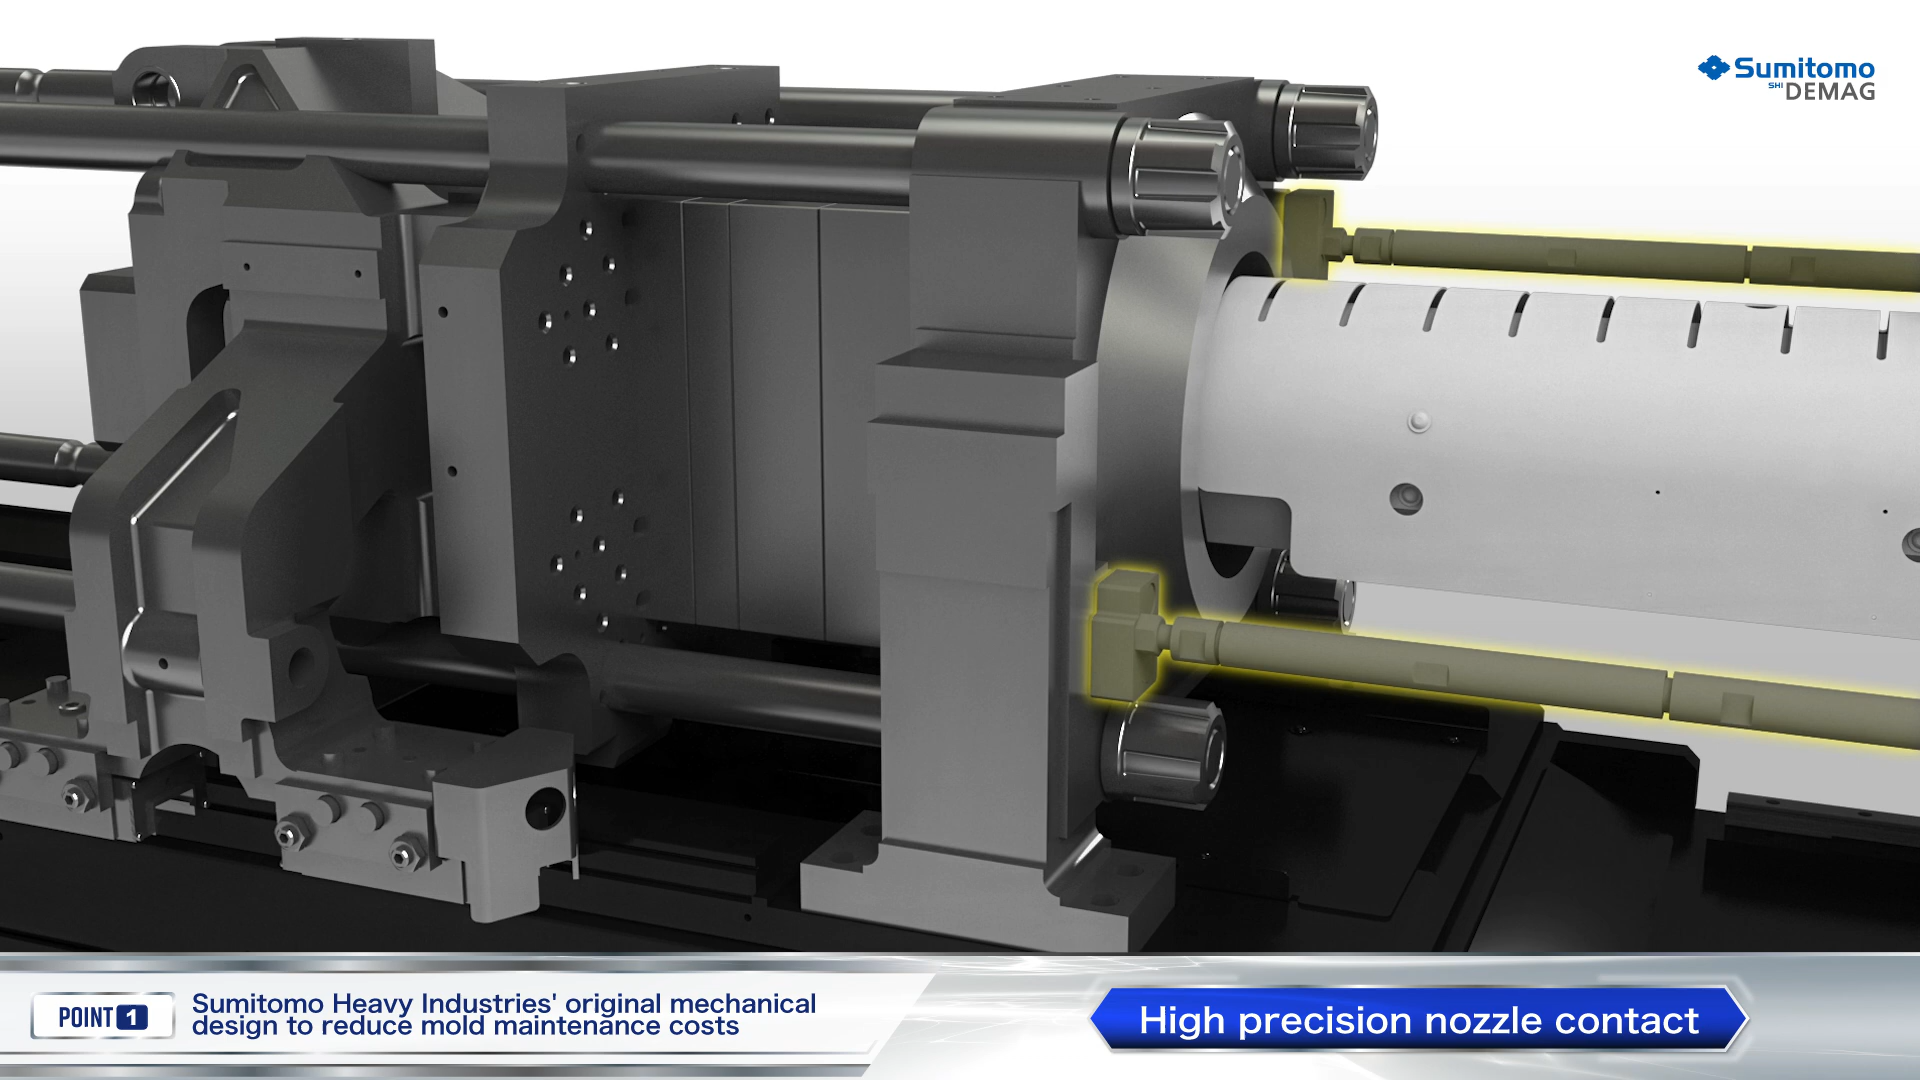 Sumitomo
SHI DEMAG
POINT 1
Sumitomo Heavy Industries' original mechanical
design to reduce mold maintenance costs
High precision nozzle contact